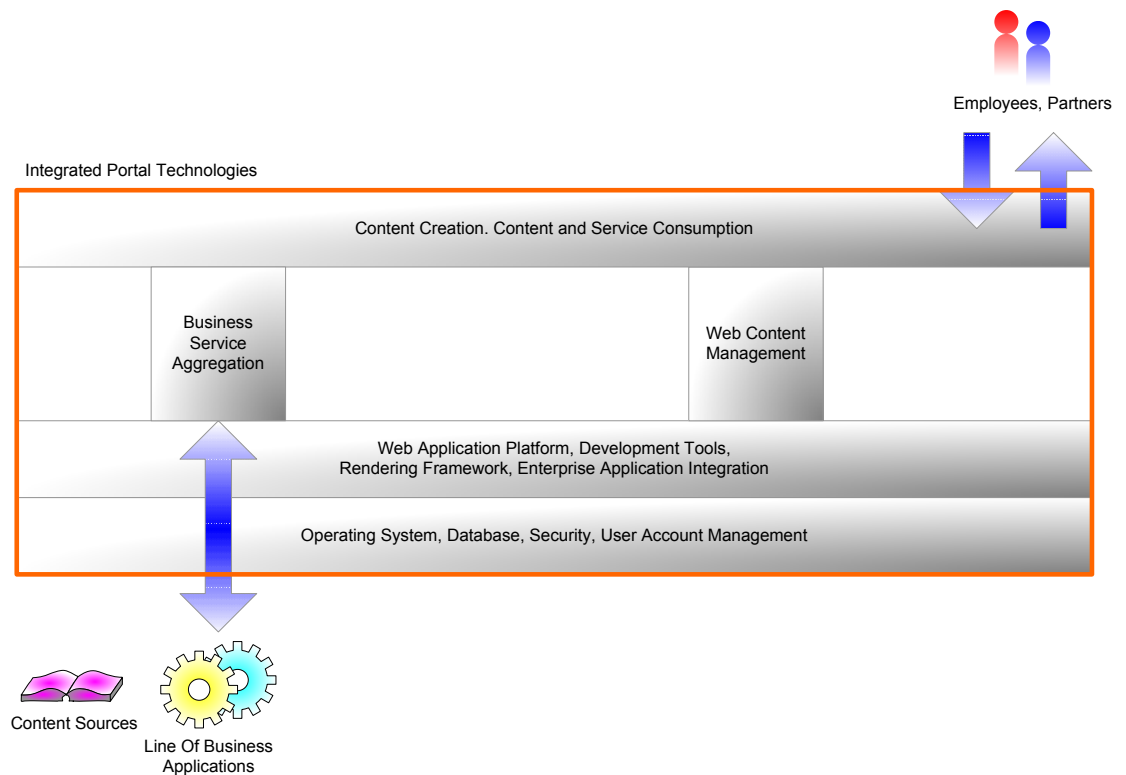 Employees, Partners
Integrated Portal Technologies
Content Creation. Content and Service Consumption
Business
Service
Aggregation
Web Content
Management
Web Application Platform, Development Tools,
Rendering Framework, Enterprise Application Integration
Operating System, Database, Security, User Account Management
Content Sources
Line Of Business
Applications